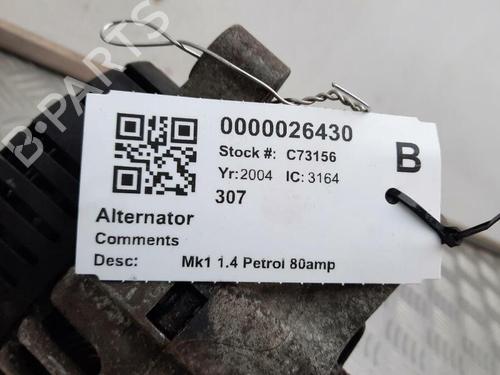 B-PARTS
0000026430
B
Stock #: C73156
Yr: 2004 IC: 3164
307
Alternator
Comments
Desc: Mk1 1.4 Petrol 80amp